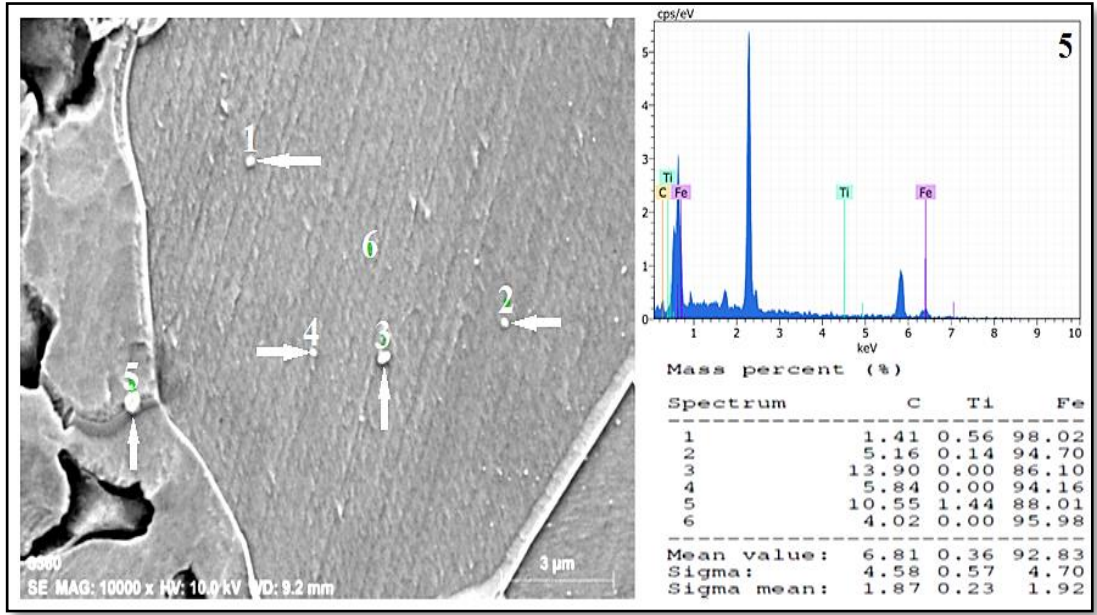 1
6
2
4
3
5
3 µm
SE MAG: 10000 x HV: 10.0 kV WD: 9.2 mm
cps/eV
5
5
4
3
2
1
0
Ti
C Fe
Ti
Fe
1 2 3 4 5 6 7 8 9 10
keV
Mass percent (%)
Spectrum C Ti Fe
1 1.41 0.56 98.02
2 5.16 0.14 94.70
3 13.90 0.00 86.10
4 5.84 0.00 94.16
5 10.55 1.44 88.01
6 4.02 0.00 95.98
Mean value: 6.81 0.36 92.83
Sigma: 4.58 0.57 4.70
Sigma mean: 1.87 0.23 1.92